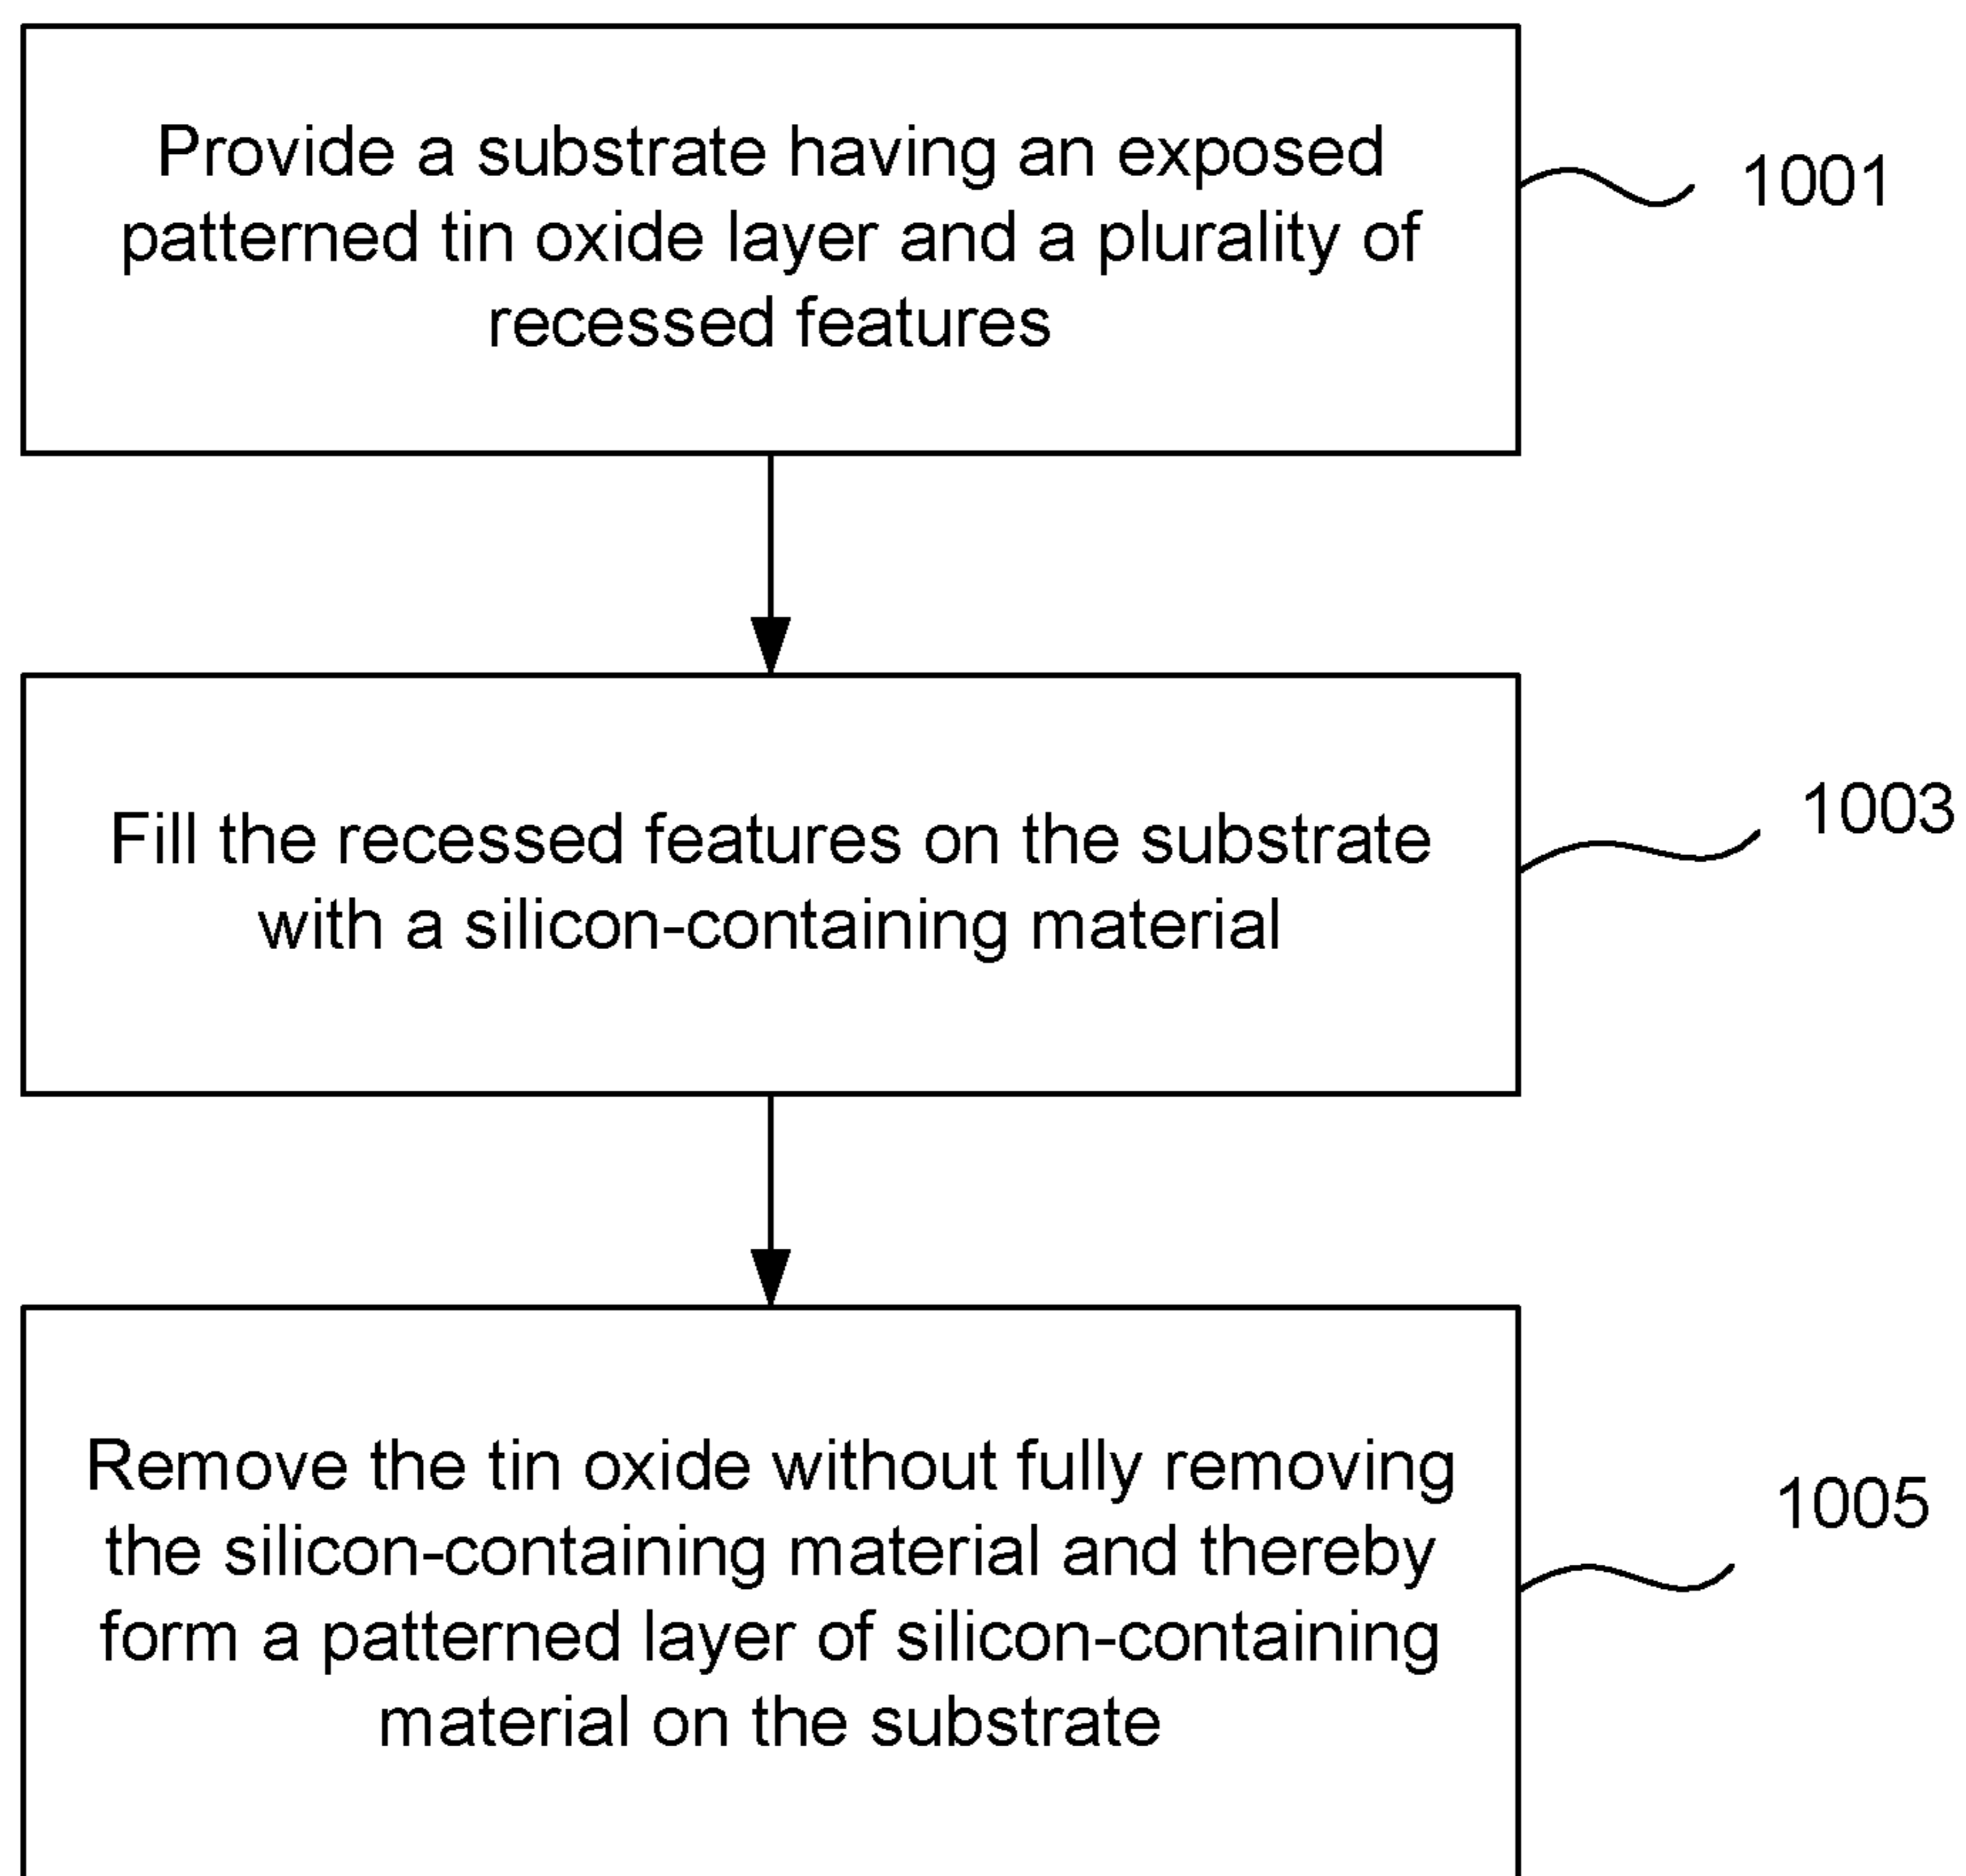 Provide a substrate having an exposed
patterned tin oxide layer and a plurality of
recessed features
1001
Fill the recessed features on the substrate
with a silicon-containing material
1003
Remove the tin oxide without fully removing
the silicon-containing material and thereby
form a patterned layer of silicon-containing
material on the substrate
1005